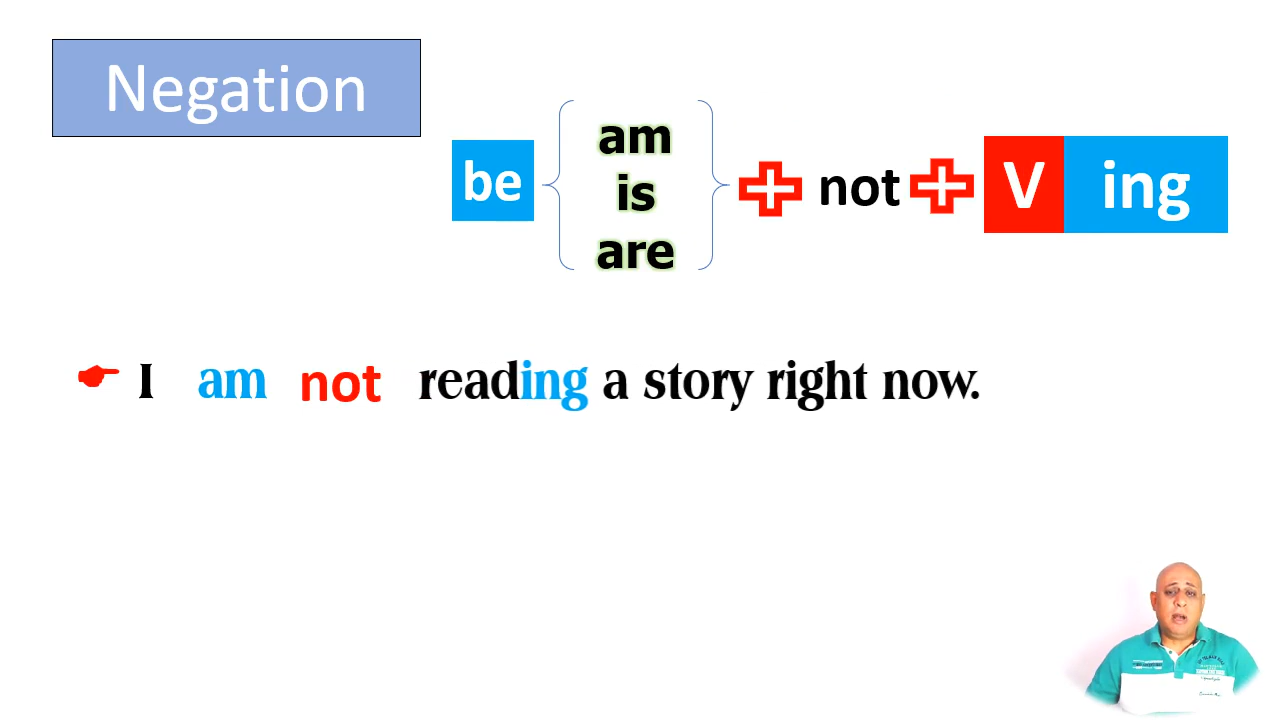 Negation
am
be is + not + V ing
are
I am not reading a story right now.